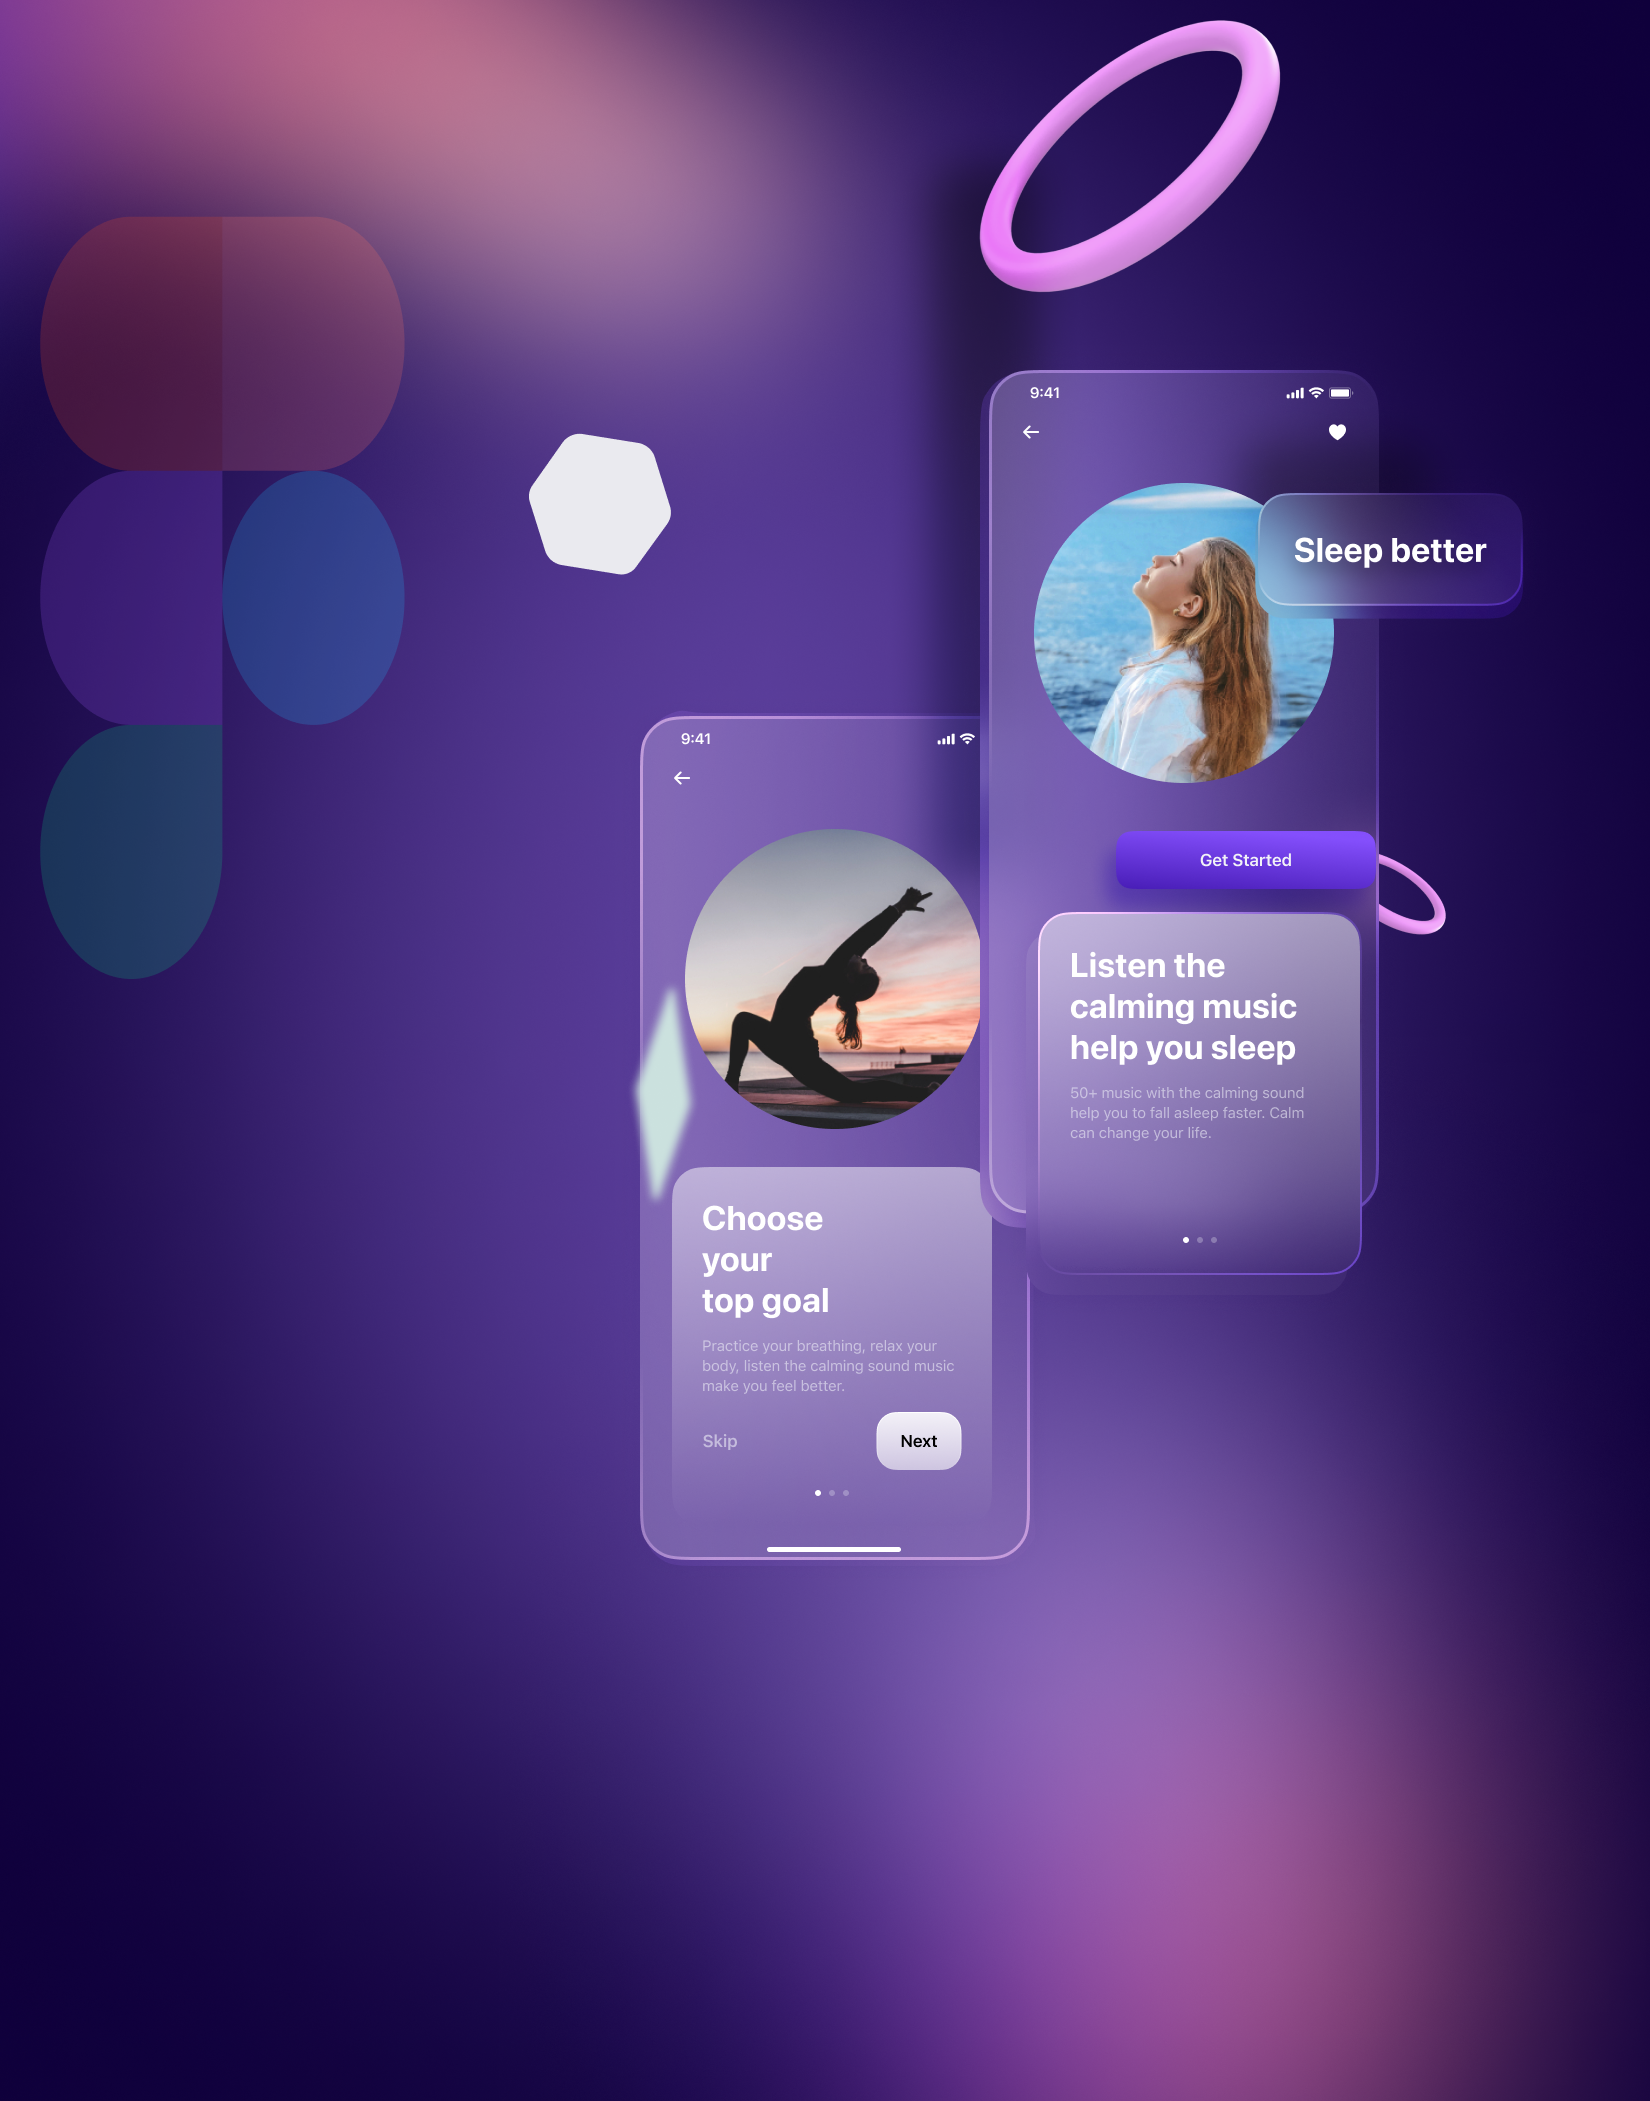 9:41
Sleep better
Get Started
Listen the
calming music
help you sleep
50+ music with the calming sound
help you to fall asleep faster. Calm
can change your life.
9:41
Choose
your
top goal
Practice your breathing, relax your
body, listen the calming sound music
make you feel better.
Skip
Next